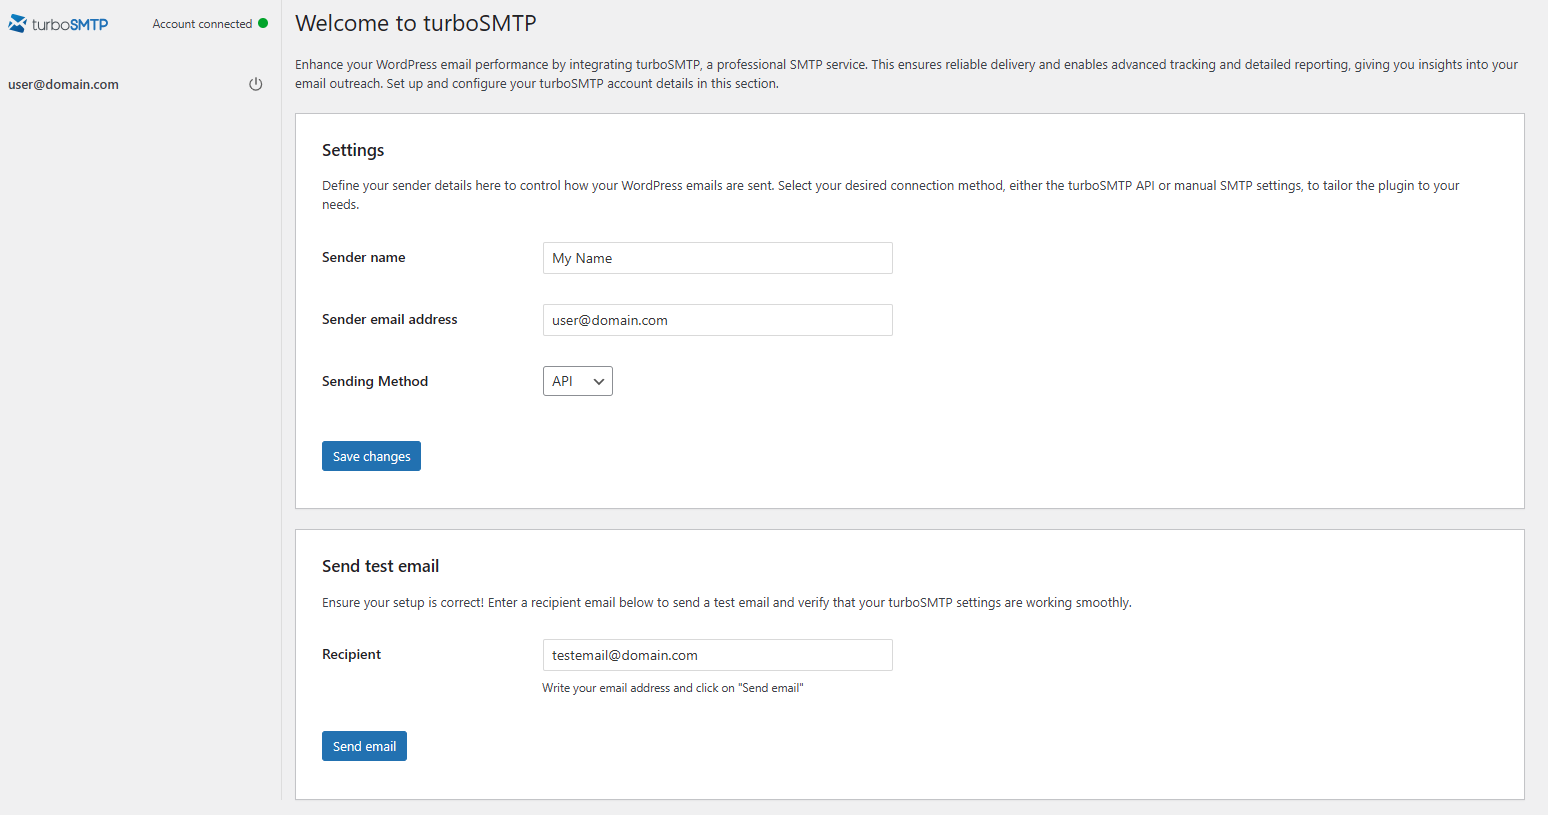 turboSMTP
Account connected
user@domain.com
Welcome to turboSMTP
Enhance your WordPress email performance by integrating turboSMTP, a professional SMTP service. This ensures reliable delivery and enables advanced tracking and detailed reporting, giving you insights into your
email outreach. Set up and configure your turboSMTP account details in this section.
Settings
Define your sender details here to control how your WordPress emails are sent. Select your desired connection method, either the turboSMTP API or manual SMTP settings, to tailor the plugin to your
needs.
Sender name
My Name
Sender email address
user@domain.com
Sending Method
API
Save changes
Send test email
Ensure your setup is correct! Enter a recipient email below to send a test email and verify that your turboSMTP settings are working smoothly.
Recipient
testemail@domain.com
Write your email address and click on "Send email"
Send email